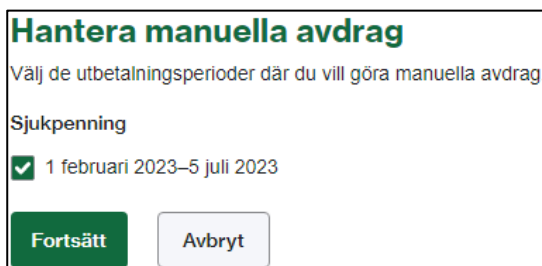 Hantera manuella avdrag
Välj de utbetalningsperioder där du vill göra manuella avdrag
Sjukpenning
1 februari 2023–5 juli 2023
Fortsätt Avbryt